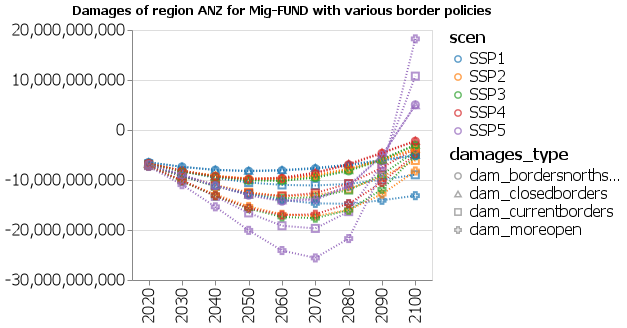 Damages of region ANZ for Mig-FUND with various border policies
20,000,000,000
10,000,000,000
0
-10,000,000,000
-20,000,000,000
-30,000,000,000
2020
2030
2040
2050
2060
2070
2080
2090
2100
scen
SSP1
SSP2
SSP3
SSP4
SSP5
damages_type
dam_bordersnorths...
dam_closedborders
dam_currentborders
dam_moreopen